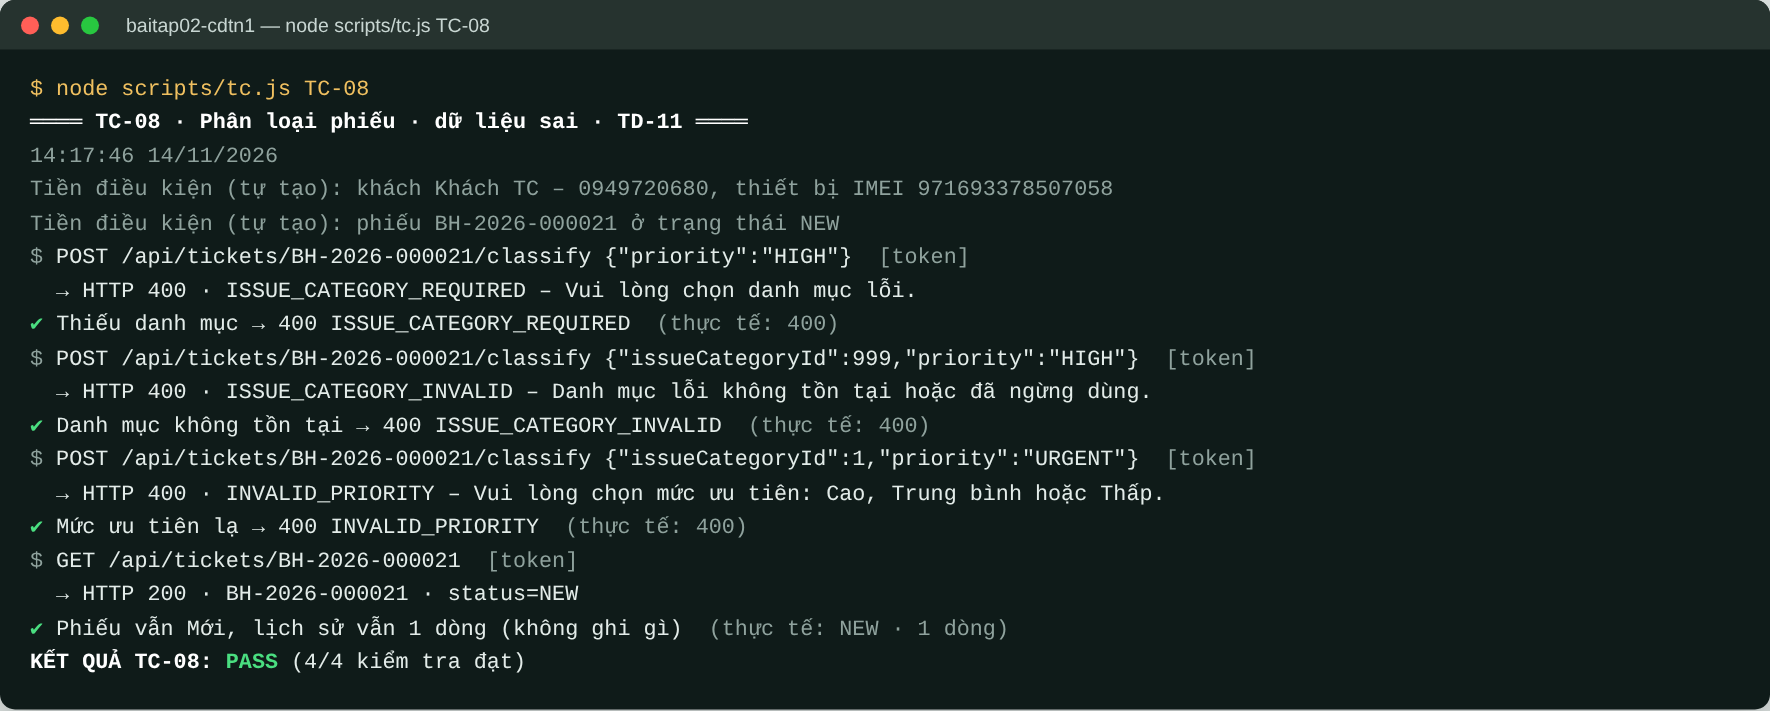 baitap02-cdtn1 — node scripts/tc.js TC-08
$ node scripts/tc.js TC-08
════ TC-08 · Phân loại phiếu · dữ liệu sai · TD-11 ════
14:17:46 14/11/2026
Tiền điều kiện (tự tạo): khách Khách TC – 0949720680, thiết bị IMEI 971693378507058
Tiền điều kiện (tự tạo): phiếu BH-2026-000021 ở trạng thái NEW
$ POST /api/tickets/BH-2026-000021/classify {"priority":"HIGH"}  [token]
→ HTTP 400 · ISSUE_CATEGORY_REQUIRED – Vui lòng chọn danh mục lỗi.
✔ Thiếu danh mục → 400 ISSUE_CATEGORY_REQUIRED  (thực tế: 400)
$ POST /api/tickets/BH-2026-000021/classify {"issueCategoryId":999,"priority":"HIGH"}  [token]
→ HTTP 400 · ISSUE_CATEGORY_INVALID – Danh mục lỗi không tồn tại hoặc đã ngừng dùng.
✔ Danh mục không tồn tại → 400 ISSUE_CATEGORY_INVALID  (thực tế: 400)
$ POST /api/tickets/BH-2026-000021/classify {"issueCategoryId":1,"priority":"URGENT"}  [token]
→ HTTP 400 · INVALID_PRIORITY – Vui lòng chọn mức ưu tiên: Cao, Trung bình hoặc Thấp.
✔ Mức ưu tiên lạ → 400 INVALID_PRIORITY  (thực tế: 400)
$ GET /api/tickets/BH-2026-000021  [token]
→ HTTP 200 · BH-2026-000021 · status=NEW
✔ Phiếu vẫn Mới, lịch sử vẫn 1 dòng (không ghi gì)  (thực tế: NEW · 1 dòng)
KẾT QUẢ TC-08: PASS (4/4 kiểm tra đạt)